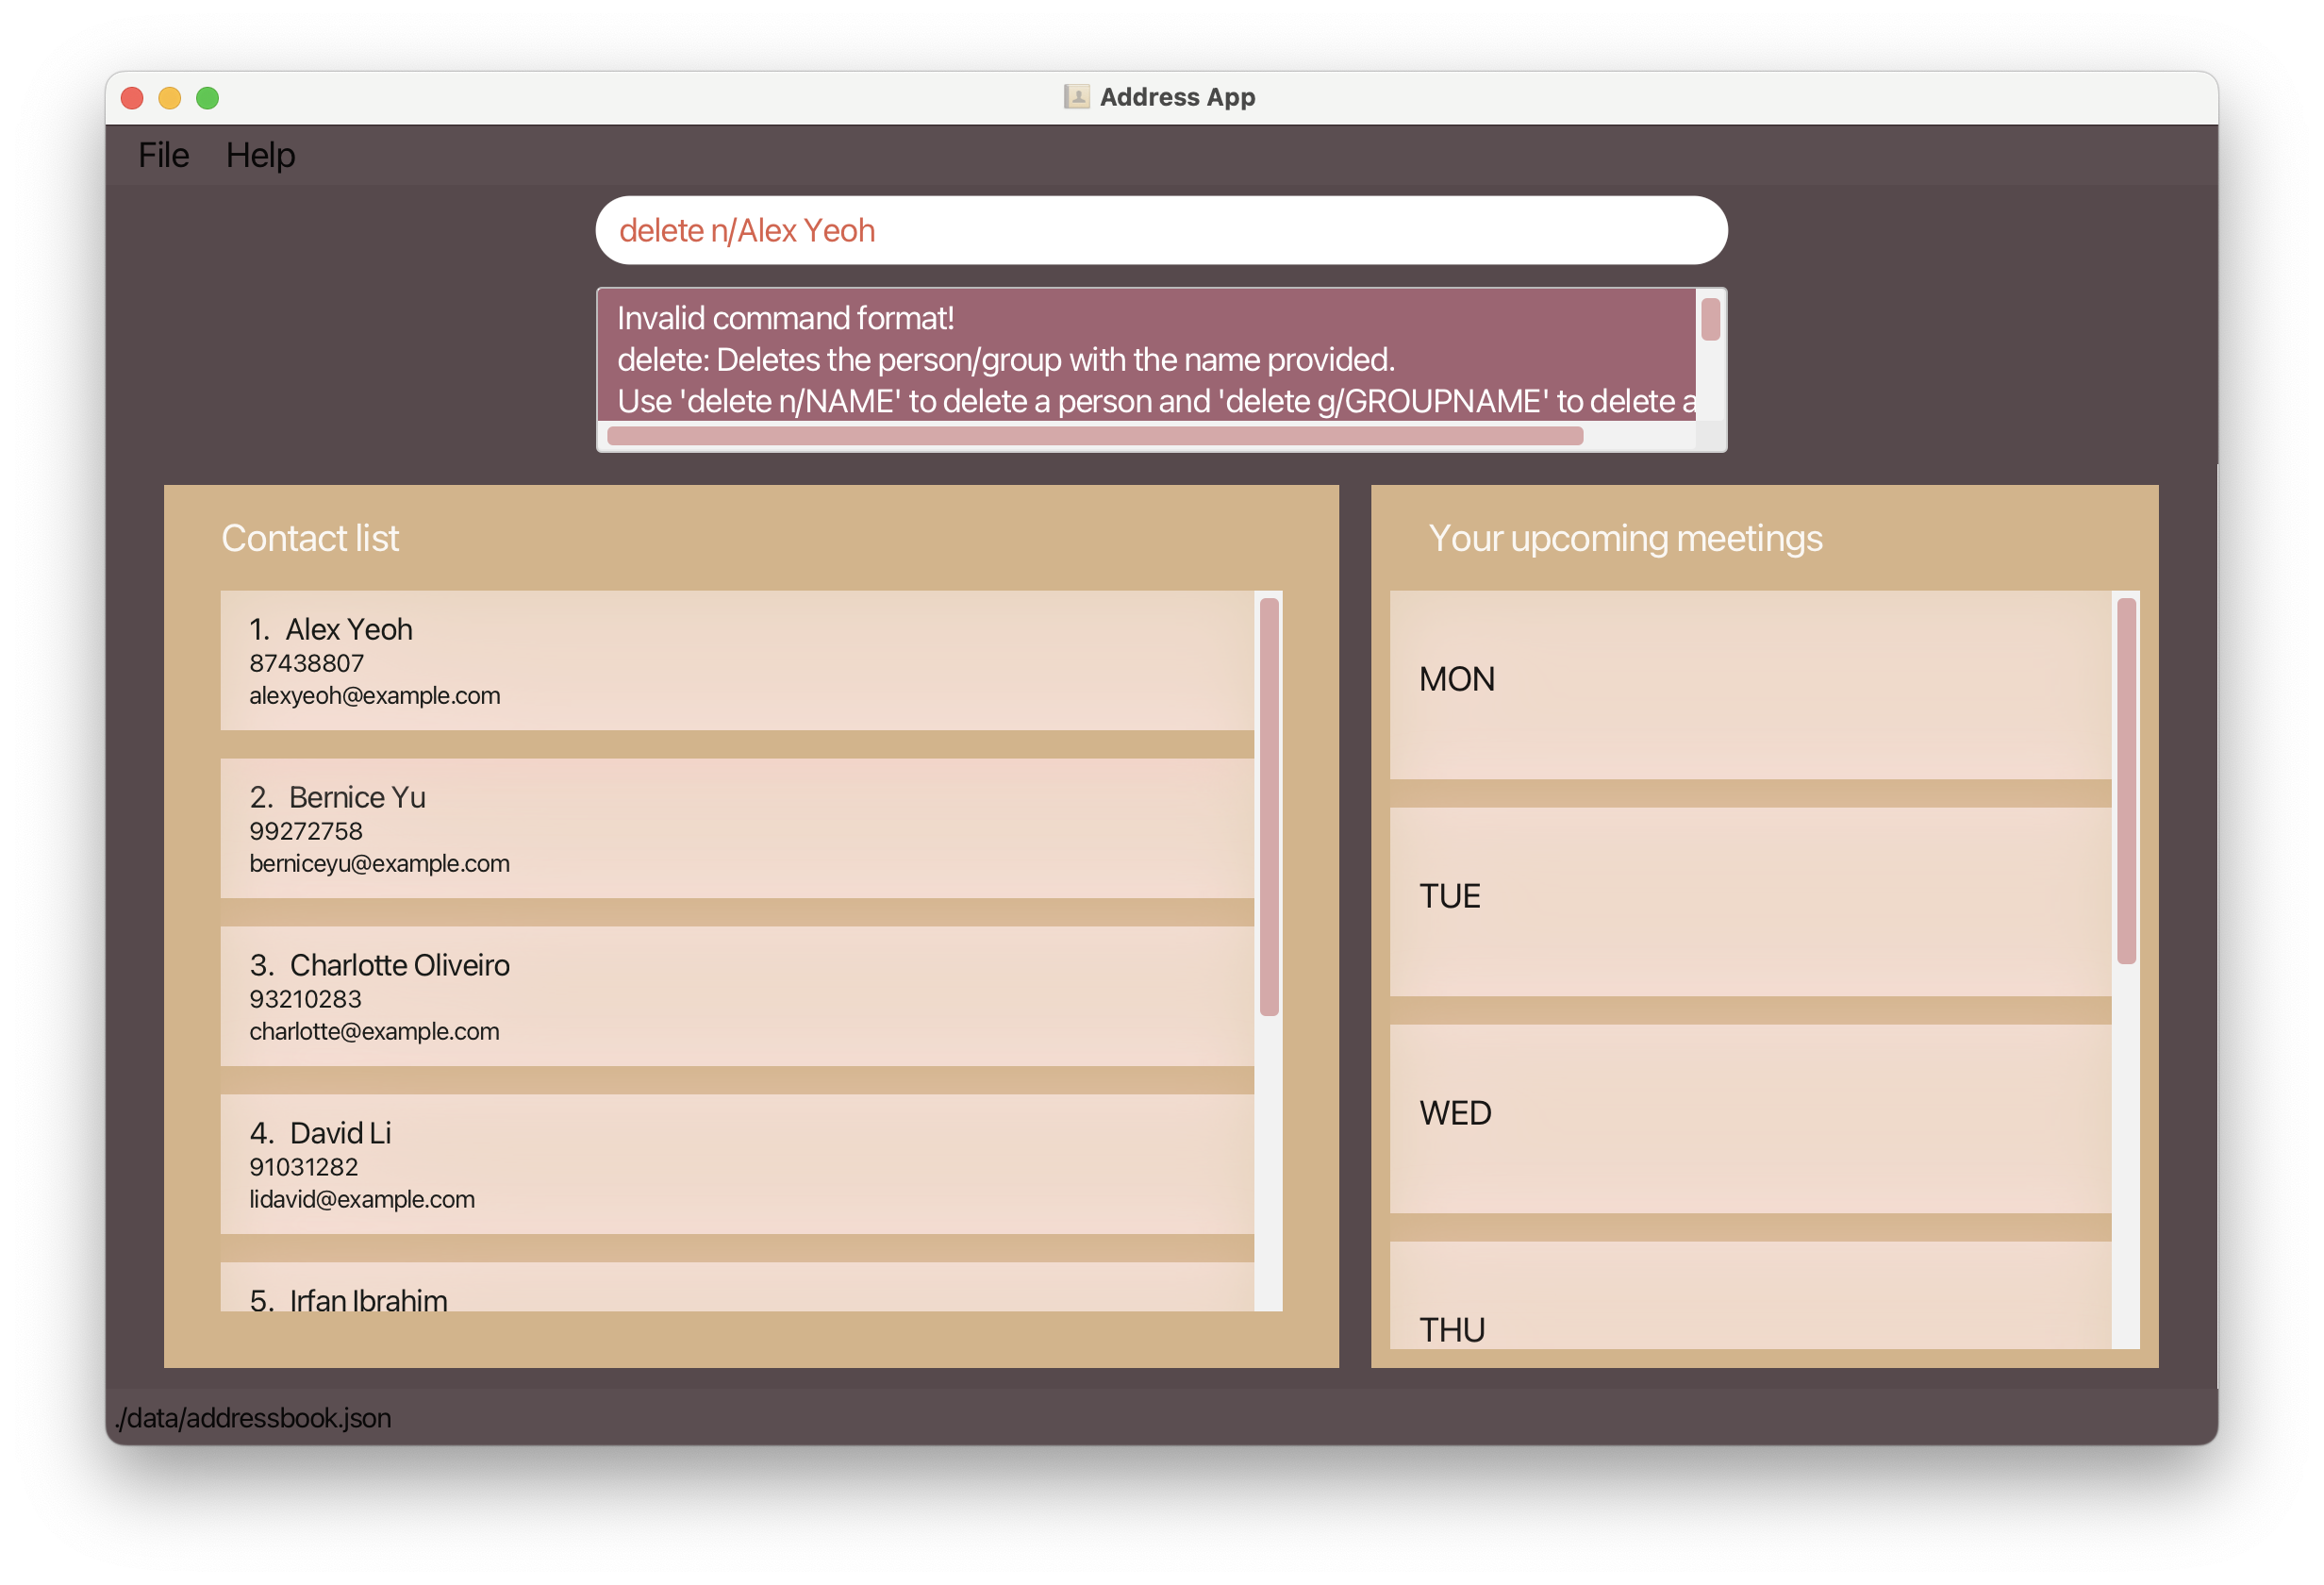 Address App
File Help
delete n/Alex Yeoh
Invalid command format!
delete: Deletes the person/group with the name provided.
Use 'delete n/NAME' to delete a person and 'delete g/GROUPNAME' to delete a
Contact list
1. Alex Yeoh
87438807
alexyeoh@example.com
2. Bernice Yu
99272758
berniceyu@example.com
3. Charlotte Oliveiro
93210283
charlotte@example.com
4. David Li
91031282
lidavid@example.com
5. Irfan Ibrahim
Your upcoming meetings
MON
TUE
WED
THU
./data/addressbook.json